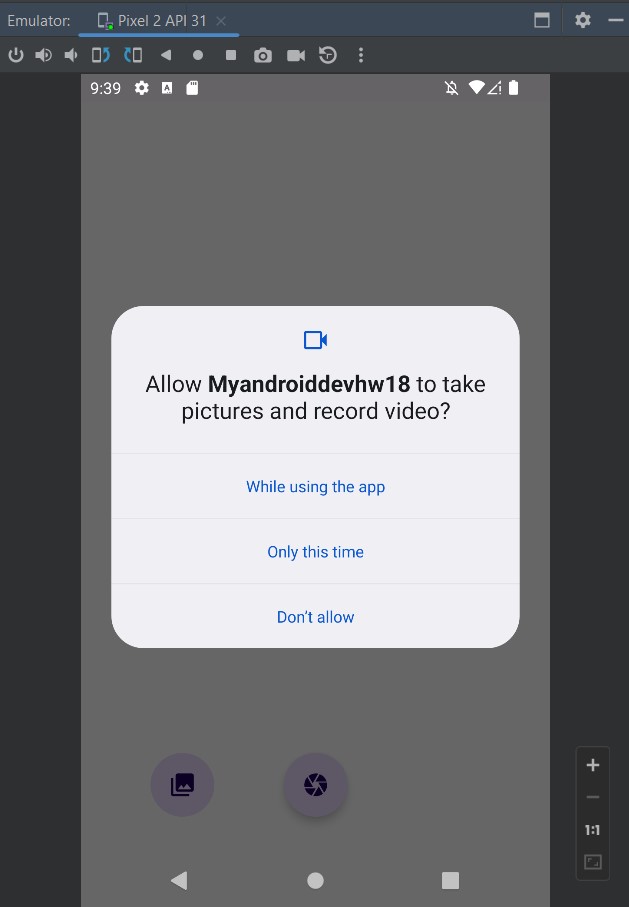 Emulator:
Pixel 2 API 31
9:39
A
Allow Myandroiddevhw18 to take
pictures and record video?
While using the app
Only this time
Don’t allow
1:1